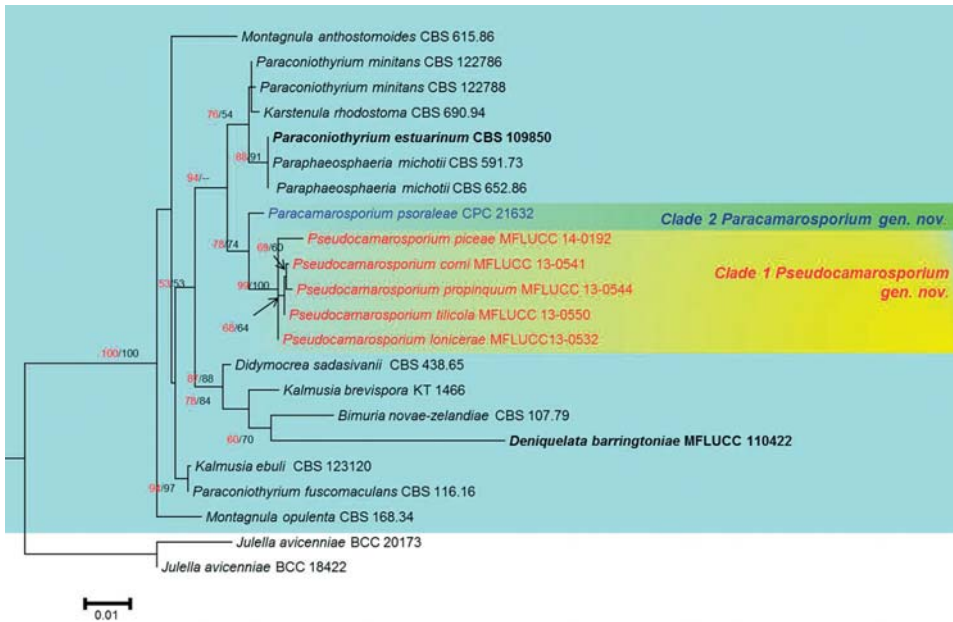 Montagnula anthostomoides CBS 615.86
Paraconiothyrium minitans CBS 122786
Paraconiothyrium minitans CBS 122788
76/54
Karstenula rhodostoma CBS 690.94
Paraconiothyrium estuarinum CBS 109850
88/91
Paraphaeosphaeria michotii CBS 591.73
94/--
Paraphaeosphaeria michotii CBS 652.86
Paracamarosporium psoraleae CPC 21632
Clade 2 Paracamarosporium gen. nov.
78/74
69/60
Pseudocamarosporium piceae MFLUCC 14-0192
Pseudocamarosporium corni MFLUCC 13-0541
Clade 1 Pseudocamarosporium
gen. nov.
53/53
99/100
Pseudocamarosporium propinquum MFLUCC 13-0544
Pseudocamarosporium tilicola MFLUCC 13-0550
68/64
Pseudocamarosporium lonicerae MFLUCC13-0532
100/100
Didymocrea sadasivanii CBS 438.65
/88
Kalmusia brevispora KT 1466
78/84
Bimuria novae-zelandiae CBS 107.79
60/70
Deniquelata barringtoniae MFLUCC 110422
Kalmusia ebuli CBS 123120
/97
Paraconiothyrium fuscomaculans CBS 116.16
Montagnula opulenta CBS 168.34
Julella avicenniae BCC 20173
Julella avicenniae BCC 18422
0.01